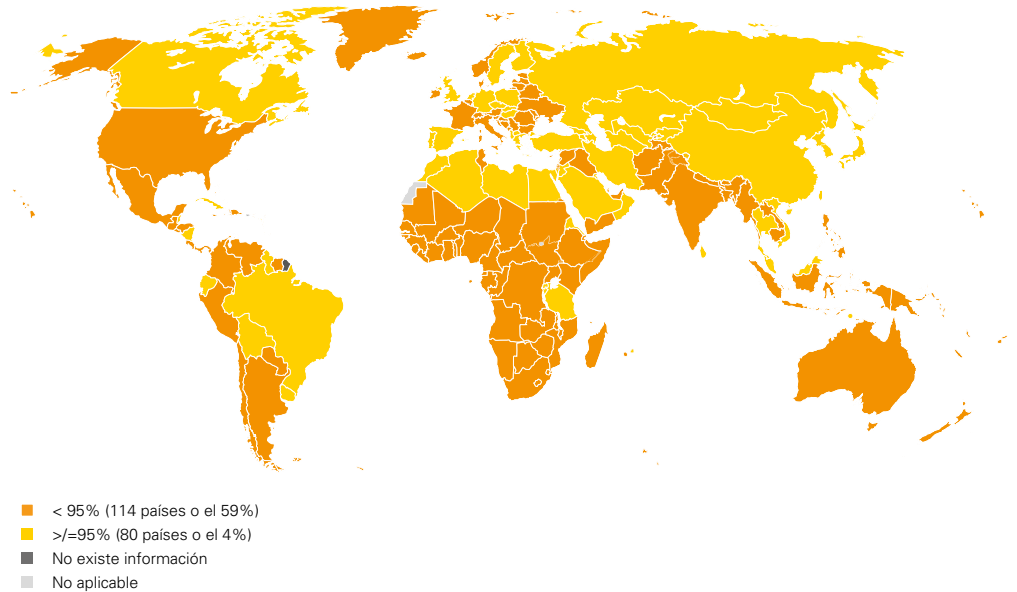 < 95% (114 países o el 59%)
>/=95% (80 países o el 4%)
No existe información
No aplicable